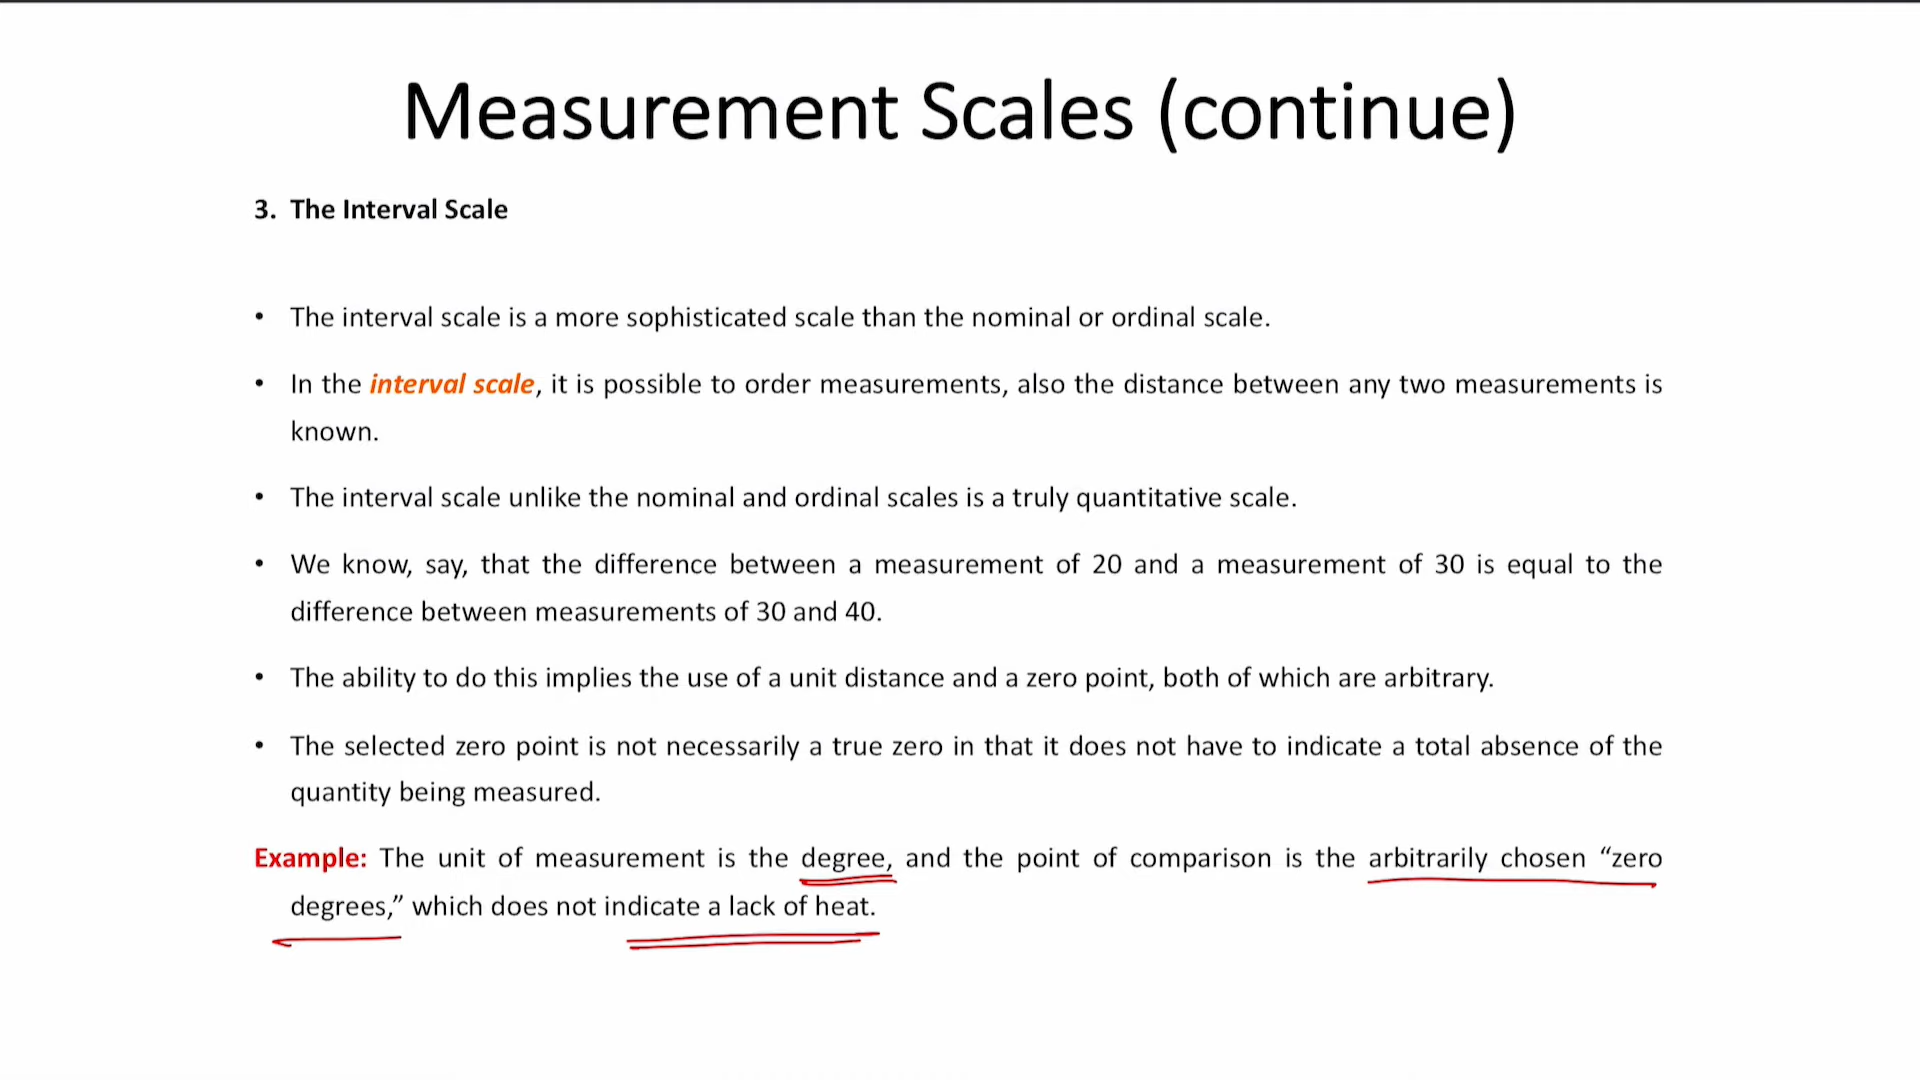 Measurement Scales (continue)
3. The Interval Scale
• The interval scale is a more sophisticated scale than the nominal or ordinal scale.
• In the interval scale, it is possible to order measurements, also the distance between any two measurements is
known.
• The interval scale unlike the nominal and ordinal scales is a truly quantitative scale.
• We know, say, that the difference between a measurement of 20 and a measurement of 30 is equal to the
difference between measurements of 30 and 40.
• The ability to do this implies the use of a unit distance and a zero point, both of which are arbitrary.
• The selected zero point is not necessarily a true zero in that it does not have to indicate a total absence of the
quantity being measured.
Example: The unit of measurement is the degree, and the point of comparison is the arbitrarily chosen “zero
degrees,” which does not indicate a lack of heat.